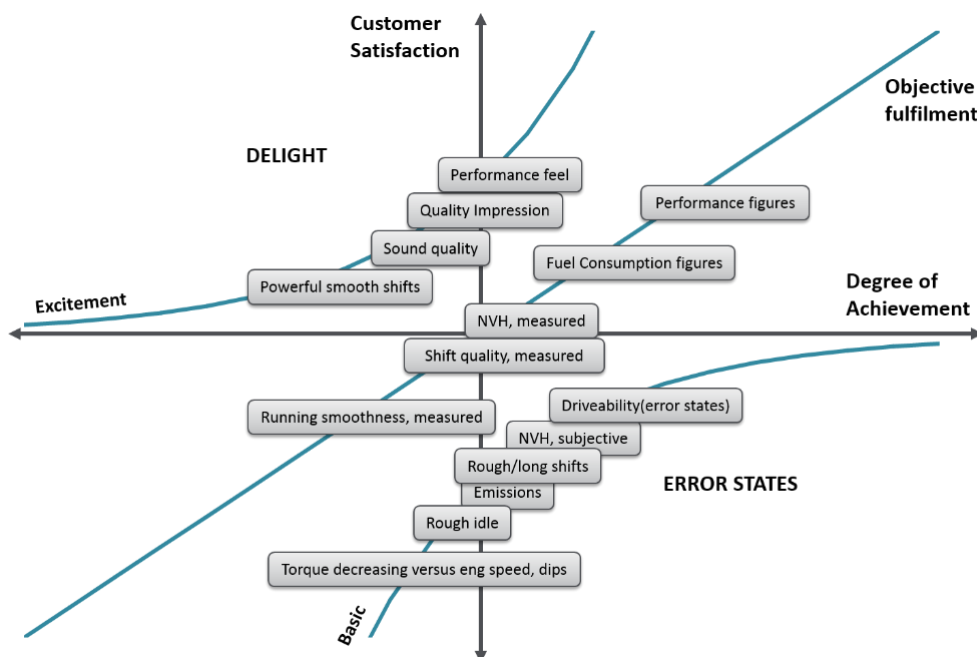 Customer
Satisfaction
Objective
fulfilment
DELIGHT
Performance feel
Performance figures
Quality Impression
Sound quality
Fuel Consumption figures
Powerful smooth shifts
Excitement
Degree of
Achievement
NVH, measured
Shift quality, measured
Driveability(error states)
Running smoothness, measured
NVH, subjective
Rough/long shifts
ERROR STATES
Emissions
Rough idle
Torque decreasing versus eng speed, dips
Basic